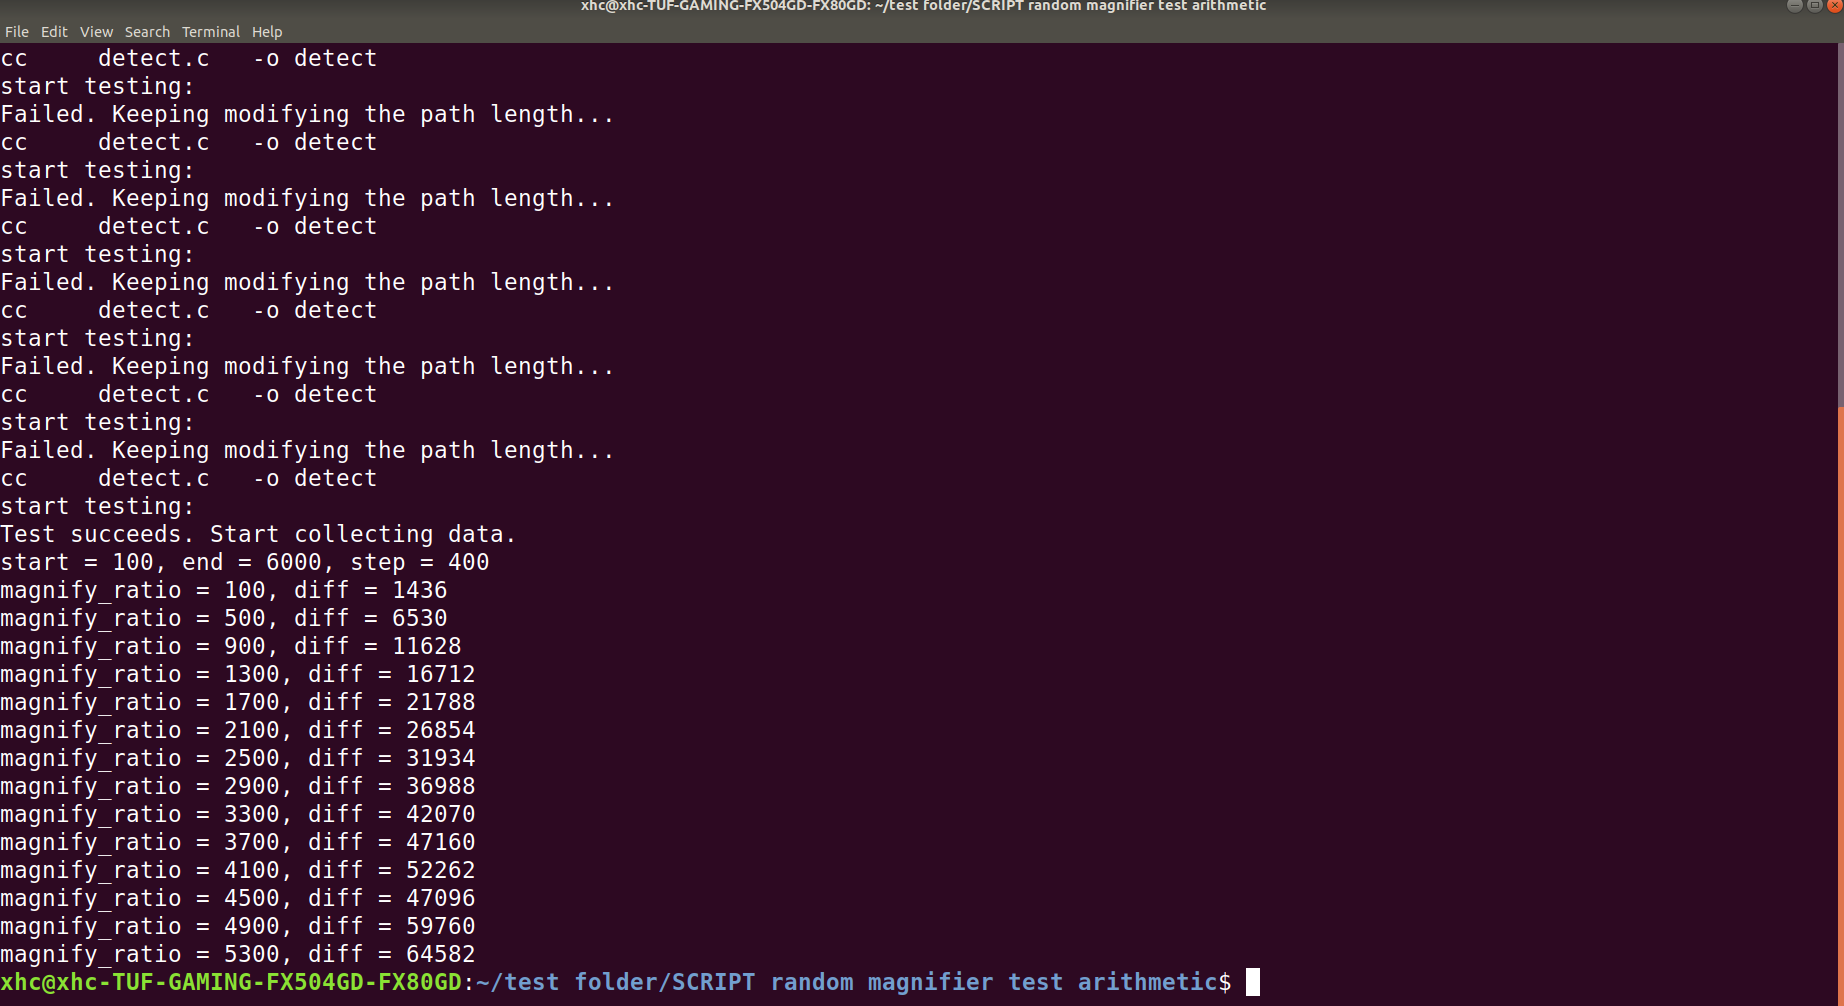 xhc@xhc-TUF-GAMING-FX504GD-FX80GD: ~/test folder/SCRIPT random magnifier test arithmetic
File Edit View Search Terminal Help
cc     detect.c   -o detect
start testing:
Failed. Keeping modifying the path length...
cc     detect.c   -o detect
start testing:
Failed. Keeping modifying the path length...
cc     detect.c   -o detect
start testing:
Failed. Keeping modifying the path length...
cc     detect.c   -o detect
start testing:
Failed. Keeping modifying the path length...
cc     detect.c   -o detect
start testing:
Failed. Keeping modifying the path length...
cc     detect.c   -o detect
start testing:
Test succeeds. Start collecting data.
start = 100, end = 6000, step = 400
magnify_ratio = 100, diff = 1436
magnify_ratio = 500, diff = 6530
magnify_ratio = 900, diff = 11628
magnify_ratio = 1300, diff = 16712
magnify_ratio = 1700, diff = 21788
magnify_ratio = 2100, diff = 26854
magnify_ratio = 2500, diff = 31934
magnify_ratio = 2900, diff = 36988
magnify_ratio = 3300, diff = 42070
magnify_ratio = 3700, diff = 47160
magnify_ratio = 4100, diff = 52262
magnify_ratio = 4500, diff = 47096
magnify_ratio = 4900, diff = 59760
magnify_ratio = 5300, diff = 64582
xhc@xhc-TUF-GAMING-FX504GD-FX80GD:~/test folder/SCRIPT random magnifier test arithmetic$